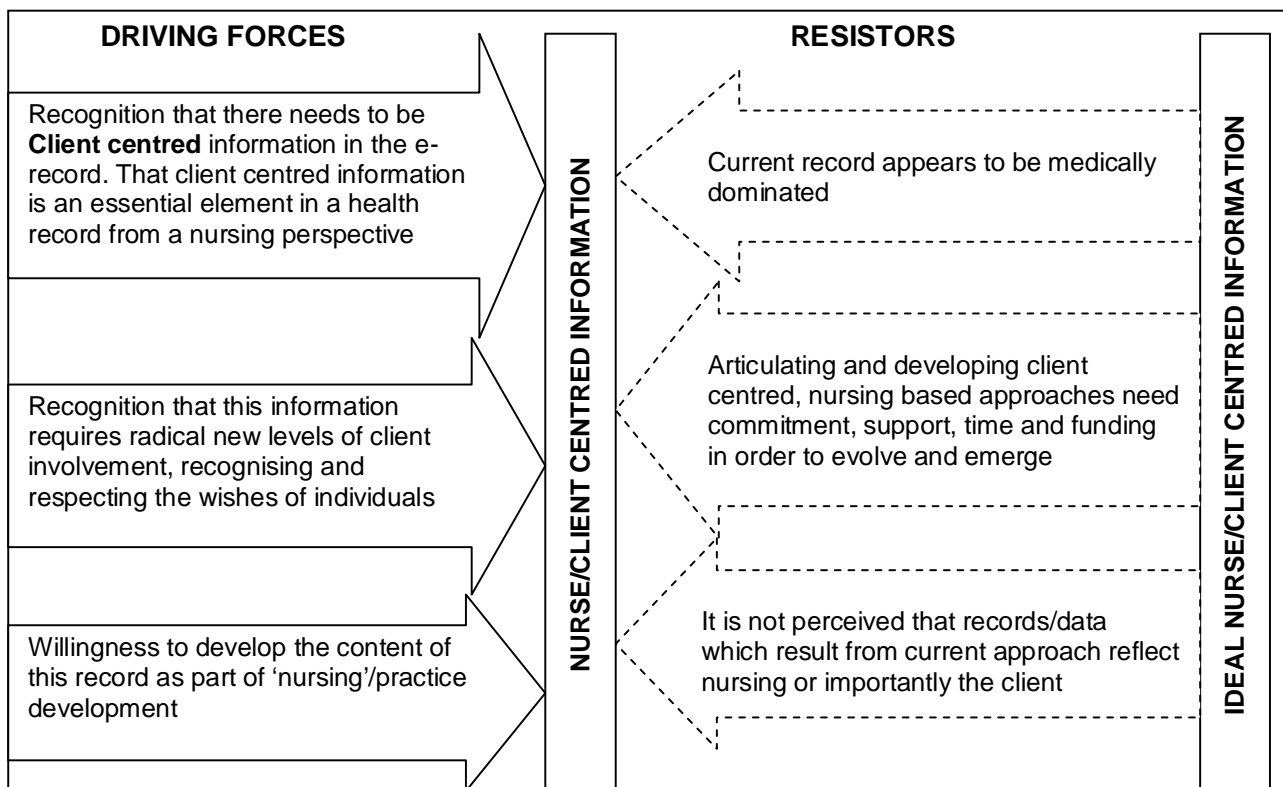 DRIVING FORCES
Recognition that there needs to be
Client centred information in the e-
record. That client centred information
is an essential element in a health
record from a nursing perspective
Recognition that this information
requires radical new levels of client
involvement, recognising and
respecting the wishes of individuals
Willingness to develop the content of
this record as part of ‘nursing’/practice
development
NURSE/CLIENT CENTRED INFORMATION
RESISTORS
Current record appears to be medically
dominated
Articulating and developing client
centred, nursing based approaches need
commitment, support, time and funding
in order to evolve and emerge
It is not perceived that records/data
which result from current approach reflect
nursing or importantly the client
IDEAL NURSE/CLIENT CENTRED INFORMATION